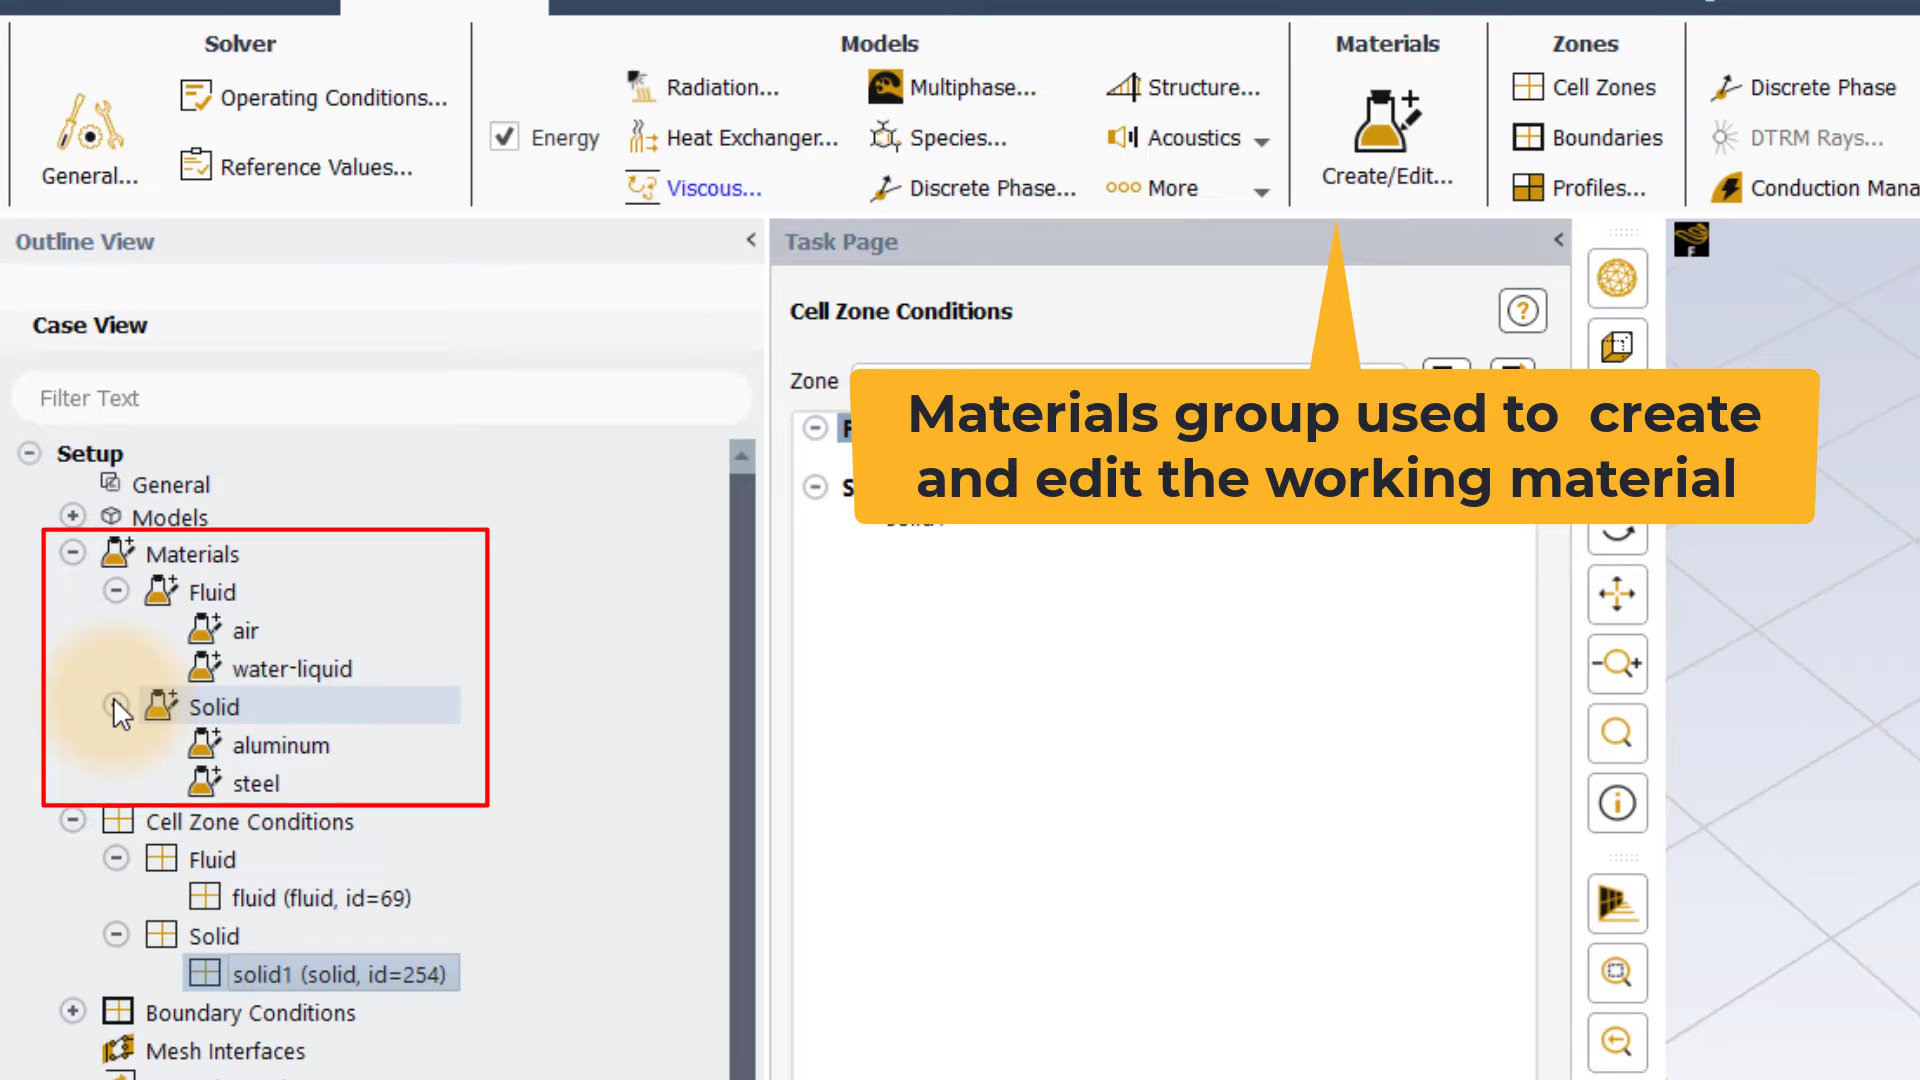 Solver
Models
Materials
Zones
General...
Operating Conditions...
Reference Values...
Energy
Radiation...
Heat Exchanger...
Viscous...
Multiphase...
Species...
Discrete Phase...
Structure...
Acoustics
More
Create/Edit...
Cell Zones
Boundaries
Profiles...
Discrete Phase
DTRM Rays...
Conduction Mana
Outline View
Case View
Filter Text
Setup
General
Models
Materials
Fluid
air
water-liquid
Solid
aluminum
steel
Cell Zone Conditions
Fluid
fluid (fluid, id=69)
Solid
solid1 (solid, id=254)
Boundary Conditions
Mesh Interfaces
Task Page
Cell Zone Conditions
Zone
Materials group used to create
and edit the working material